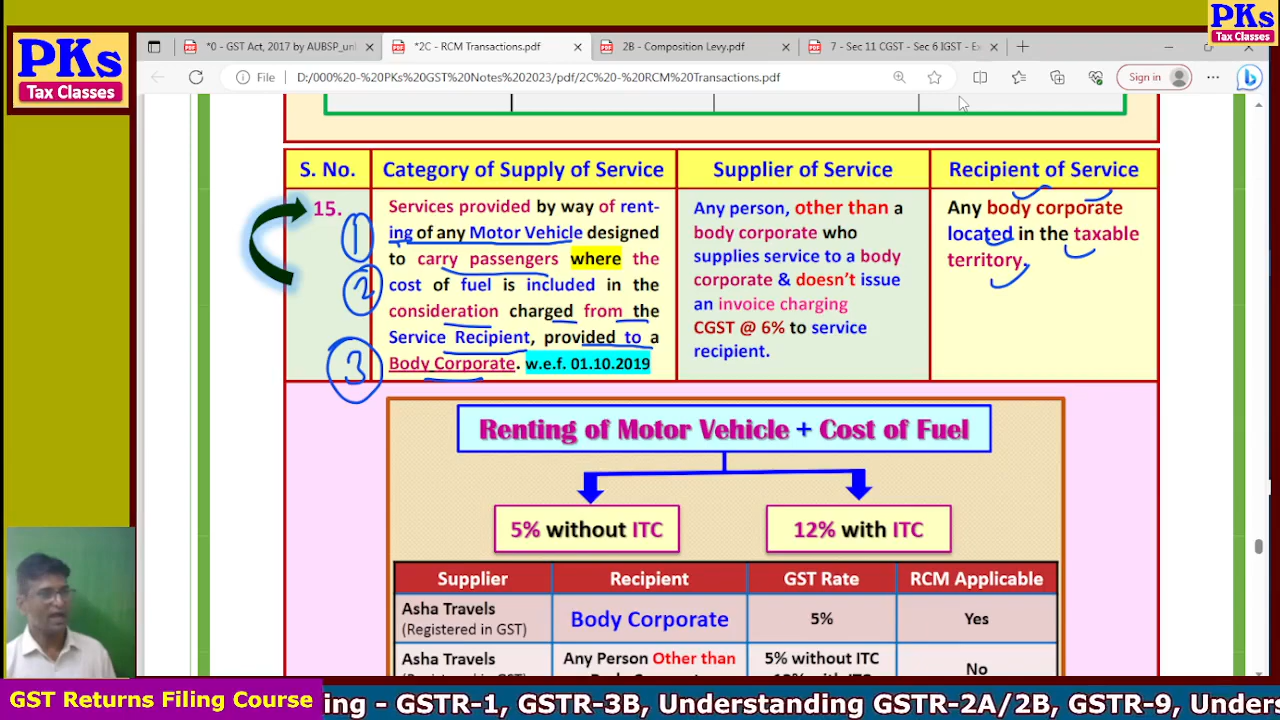 PKs
Tax Classes
*0 - GST Act, 2017 by AUBSP_unl
*2C - RCM Transactions.pdf
2B - Composition Levy.pdf
7 - Sec 11 CGST - Sec 6 IGST - Ex
PKs
Tax Classes
File
D:/000%20-%20PKs%20GST%20Notes%202023/pdf/2C%20-%20RCM%20Transactions.pdf
Sign in
S. No.
Category of Supply of Service
Supplier of Service
Recipient of Service
15.
1
2
3
Services provided by way of rent-
ing of any Motor Vehicle designed
to carry passengers where the
cost of fuel is included in the
consideration charged from the
Service Recipient, provided to a
Body Corporate. w.e.f. 01.10.2019
Any person, other than a
body corporate who
supplies service to a body
corporate & doesn't issue
an invoice charging
CGST @ 6% to service
recipient.
Any body corporate
located in the taxable
territory.
Renting of Motor Vehicle + Cost of Fuel
5% without ITC
12% with ITC
Supplier
Recipient
GST Rate
RCM Applicable
Asha Travels
(Registered in GST)
Body Corporate
5%
Yes
Asha Travels
Any Person Other than
5% without ITC
No
GST Returns Filing Course
ing - GSTR-1, GSTR-3B, Understanding GSTR-2A/2B, GSTR-9, Unders